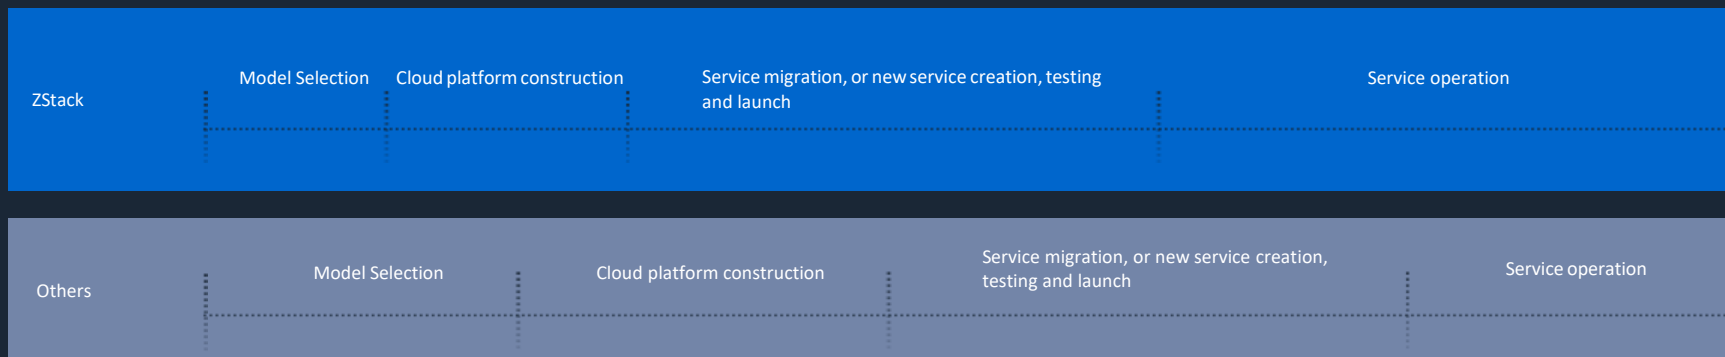 Model Selection Cloud platform construction Service migration, or new service creation, testing Service operation
ZStack and launch
Service migration, or new service creation,
Model Selection Cloud platform construction testing and launch Service operation
Others